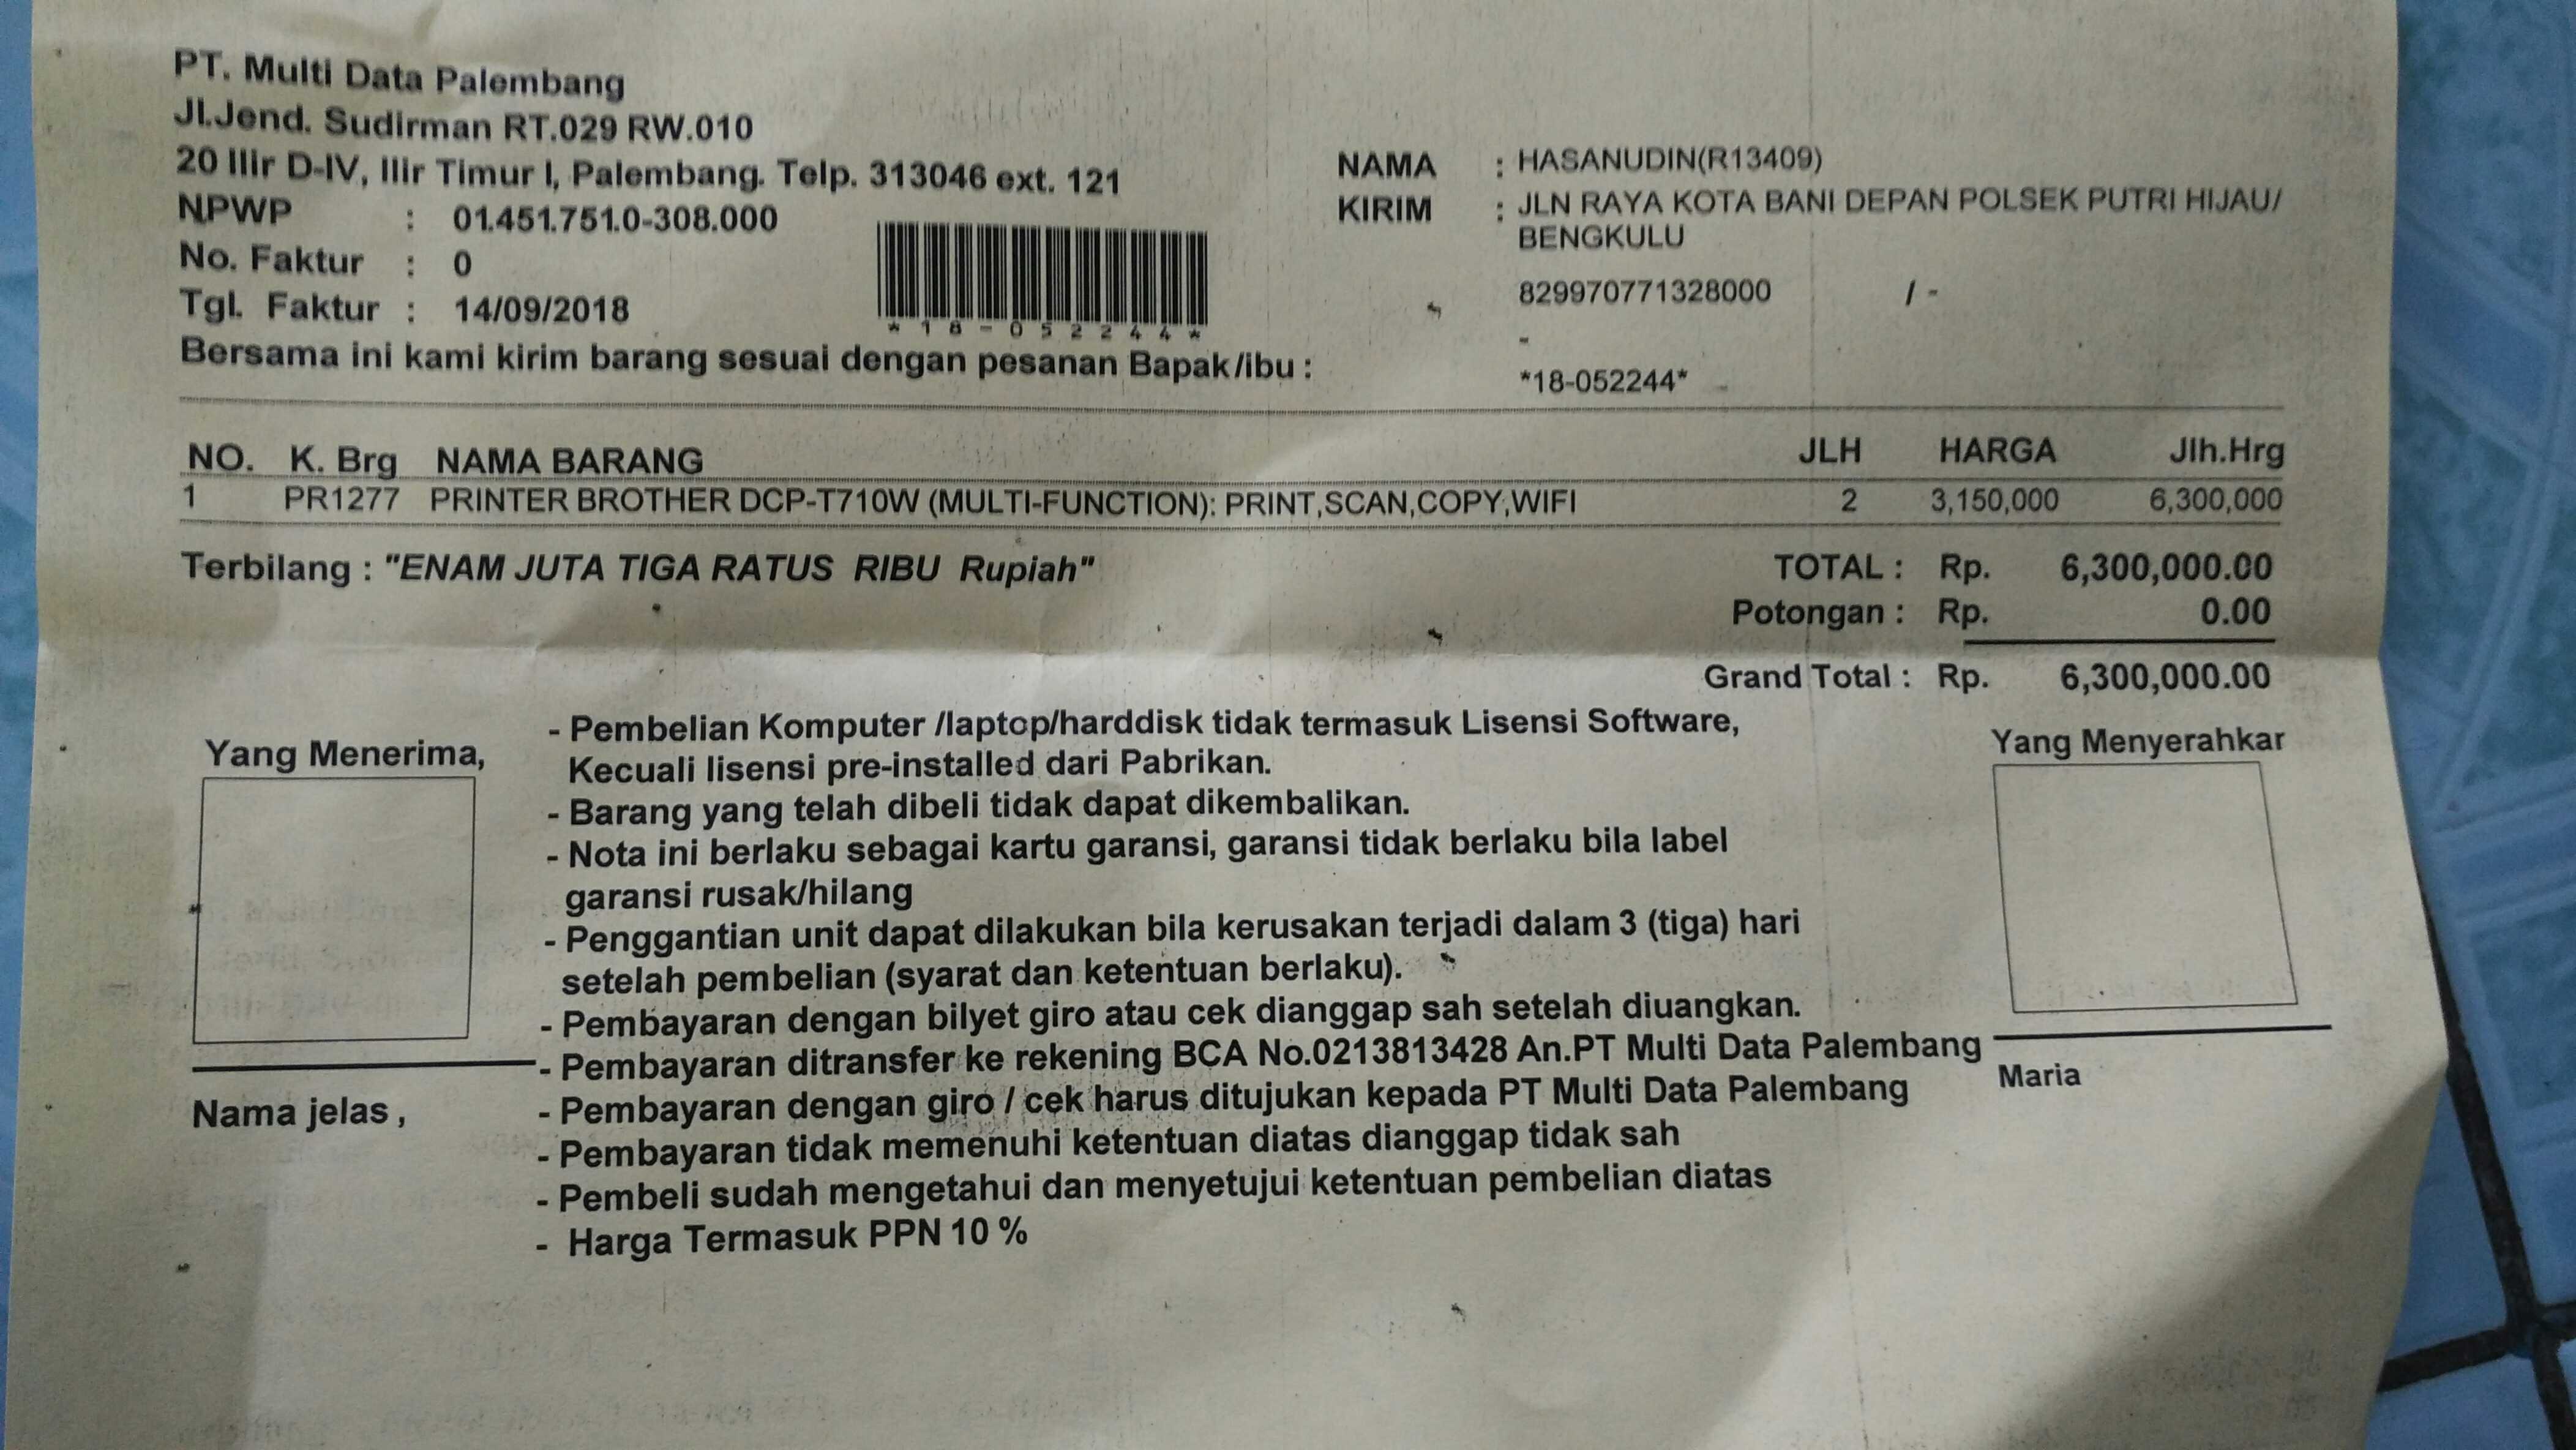 PT. Multi Data Palembang
Jl.Jend. Sudirman RT.029 RW.010
20 Ilir D-IV, Ilir Timur I, Palembang. Telp. 313046 ext. 121
NPWP : 01.451.751.0-308.000
No. Faktur : 0
Tgl. Faktur : 14/09/2018
*18-052244*
Bersama ini kami kirim barang sesuai dengan pesanan Bapak/ibu :
NAMA : HASANUDIN(R13409)
KIRIM : JLN RAYA KOTA BANI DEPAN POLSEK PUTRI HIJAU/
BENGKULU
829970771328000 / -
-
*18-052244*
NO. K. Brg NAMA BARANG JLH HARGA Jlh.Hrg
1 PR1277 PRINTER BROTHER DCP-T710W (MULTI-FUNCTION): PRINT,SCAN,COPY,WIFI 2 3,150,000 6,300,000
Terbilang : "ENAM JUTA TIGA RATUS RIBU Rupiah"
TOTAL : Rp. 6,300,000.00
Potongan : Rp. 0.00
Grand Total : Rp. 6,300,000.00
Yang Menerima,
Nama jelas ,
- Pembelian Komputer /laptop/harddisk tidak termasuk Lisensi Software,
Kecuali lisensi pre-installed dari Pabrikan.
- Barang yang telah dibeli tidak dapat dikembalikan.
- Nota ini berlaku sebagai kartu garansi, garansi tidak berlaku bila label
garansi rusak/hilang
- Penggantian unit dapat dilakukan bila kerusakan terjadi dalam 3 (tiga) hari
setelah pembelian (syarat dan ketentuan berlaku).
- Pembayaran dengan bilyet giro atau cek dianggap sah setelah diuangkan.
- Pembayaran ditransfer ke rekening BCA No.0213813428 An.PT Multi Data Palembang
- Pembayaran dengan giro / cek harus ditujukan kepada PT Multi Data Palembang
- Pembayaran tidak memenuhi ketentuan diatas dianggap tidak sah
- Pembeli sudah mengetahui dan menyetujui ketentuan pembelian diatas
- Harga Termasuk PPN 10 %
Yang Menyerahkar
Maria